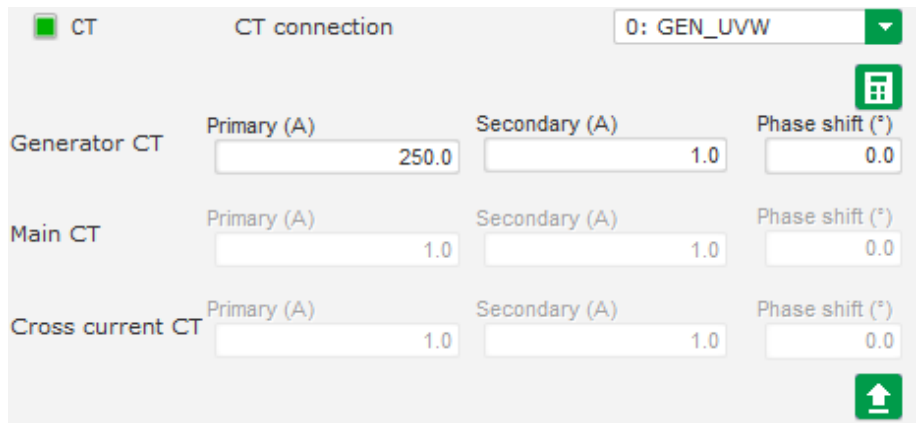 CT CT connection 0: GEN_UVW
Primary (A) Secondary (A) Phase shift (°)
Generator CT 250.0 1.0 0.0
Primary (A) Secondary (A) Phase shift (°)
Main CT 1.0 1.0 0.0
Primary (A) Secondary (A) Phase shift (°)
Cross current CT 1.0 1.0 0.0